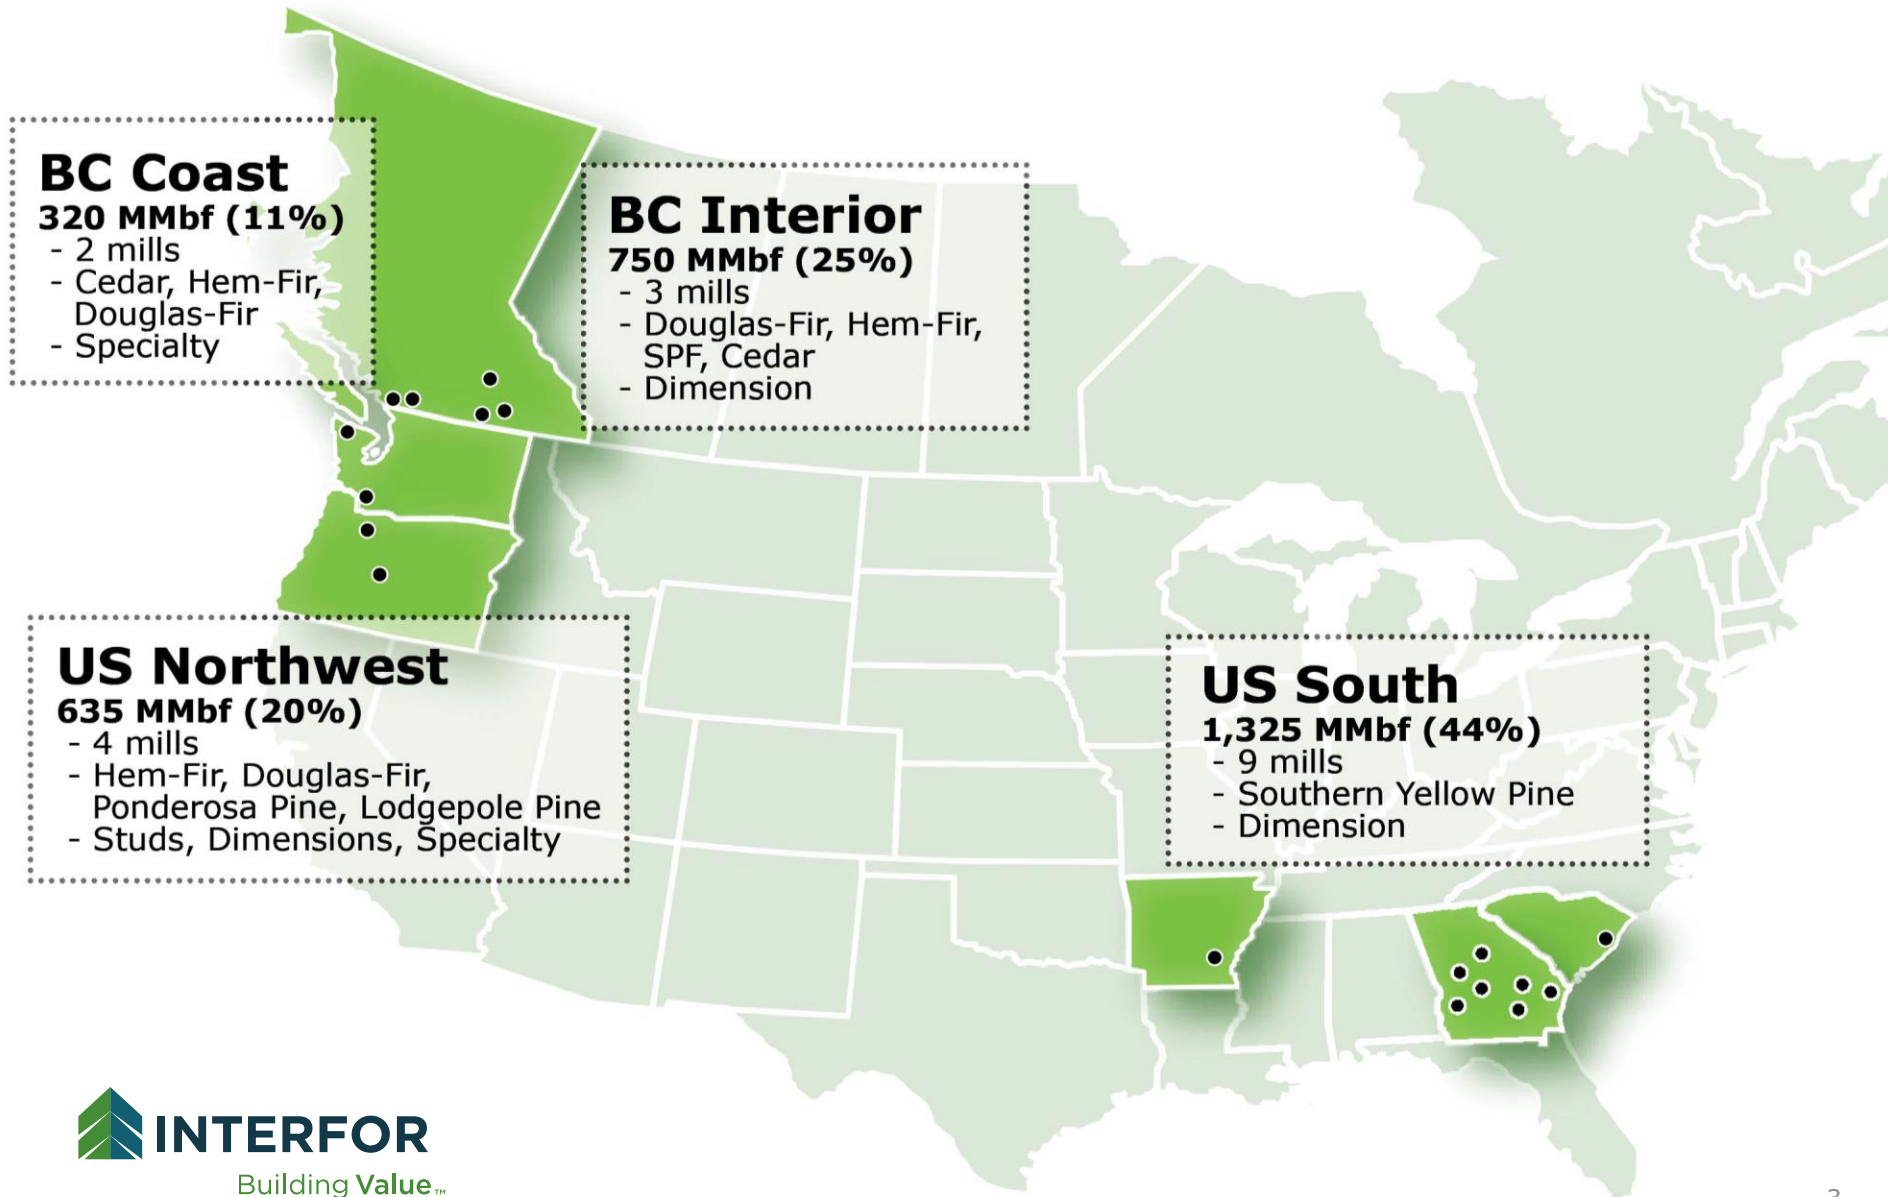 BC Coast
320 MMbf (11%)
- 2 mills
- Cedar, Hem-Fir,
Douglas-Fir
- Specialty
BC Interior
750 MMbf (25%)
- 3 mills
- Douglas-Fir, Hem-Fir,
SPF, Cedar
- Dimension
US Northwest
635 MMbf (20%)
- 4 mills
- Hem-Fir, Douglas-Fir,
Ponderosa Pine, Lodgepole Pine
- Studs, Dimensions, Specialty
US South
1,325 MMbf (44%)
- 9 mills
- Southern Yellow Pine
- Dimension
INTERFOR
Building Value™
3